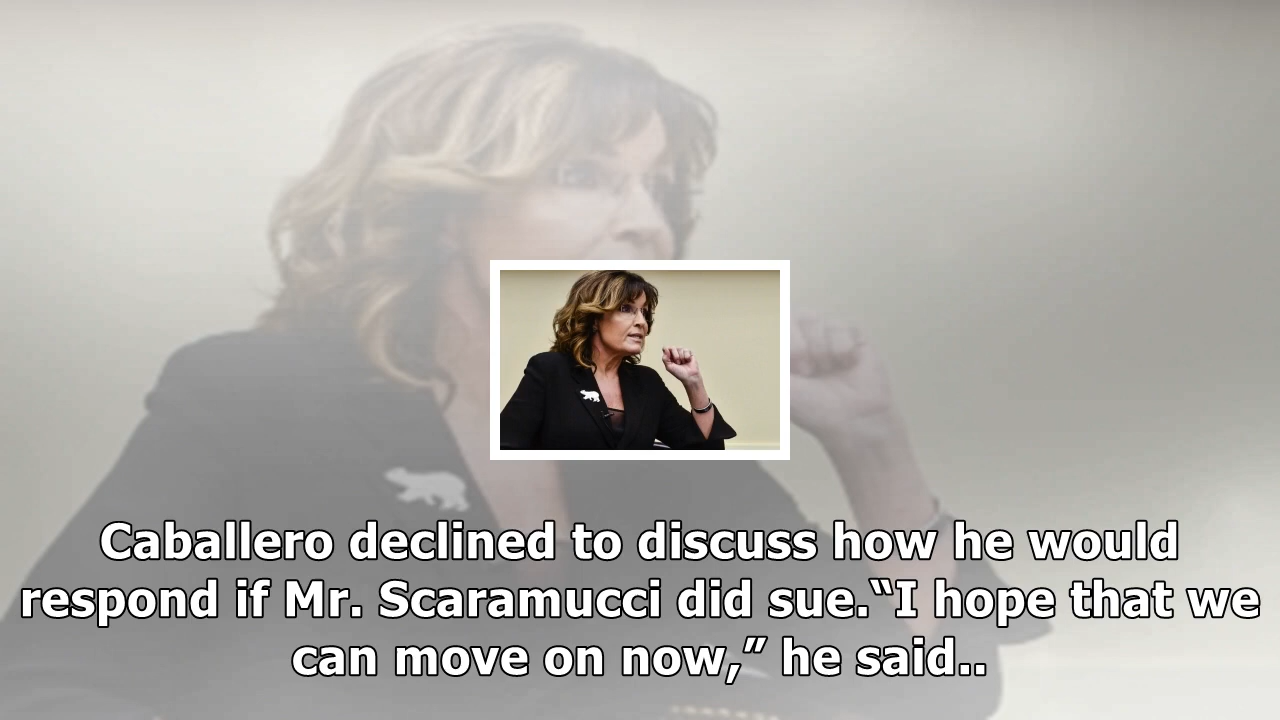 Caballero declined to discuss how he would
respond if Mr. Scaramucci did sue.“I hope that we
can move on now,” he said..